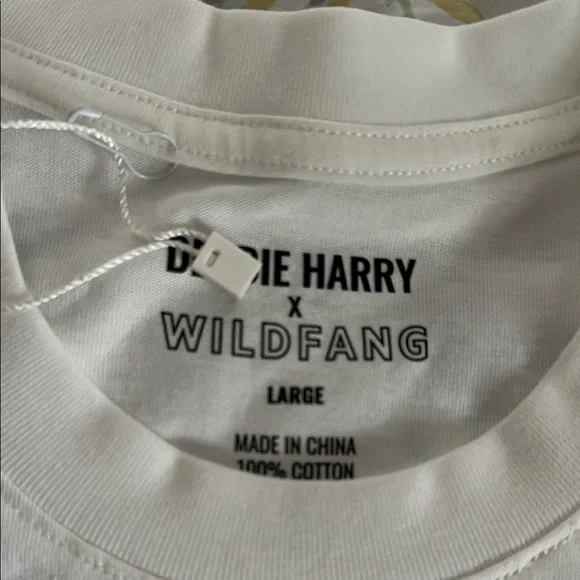 HARRY
X
WILDFANG
LARGE
MADE IN CHINA
100% COTTON